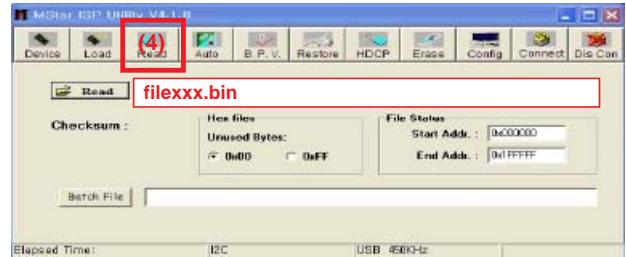 MStar ISP Utility V4.1.0
(4)
Device Load Read Auto B. P. V. Restore HDCP Erase Config Connect Dis Con
Read filexxx.bin
Checksum :
Hex files
Unused Bytes:
0x00 0xFF
File Status
Start Addr. : 0x000000
End Addr. : 0x1FFFFF
Batch File
Elapsed Time: I2C USB 450KHz